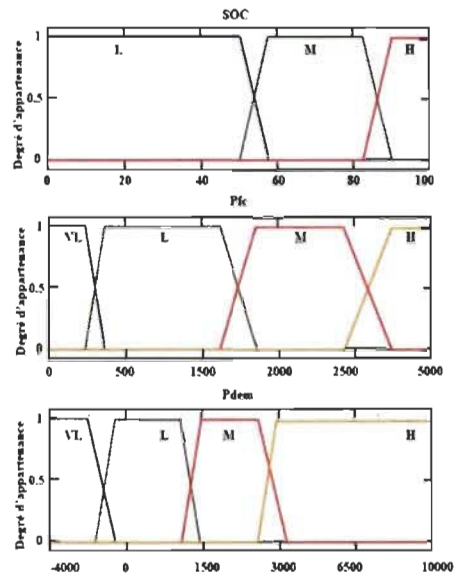 SOC
Degré d'appartenance
1
0.5
0
L
M
H
0 20 40 60 80 100
Pfc
Degré d'appartenance
1
0.5
0
VL
L
M
H
0 500 1500 2000 2500 5000
Pdem
Degré d'appartenance
1
0.5
0
VL
L
M
H
-4000 0 1500 3000 6500 10000